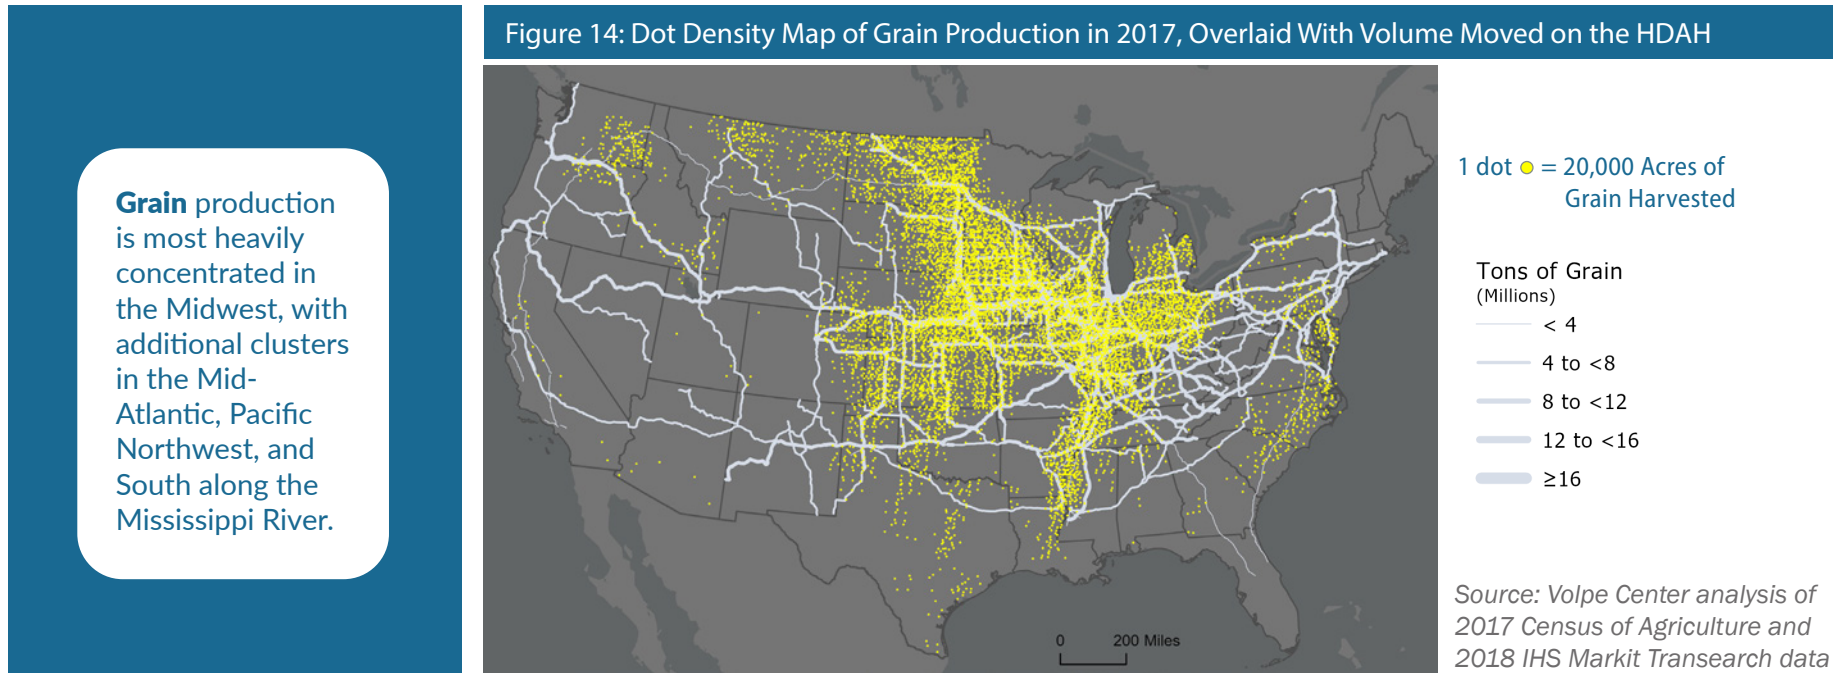 Grain production
is most heavily
concentrated in
the Midwest, with
additional clusters
in the Mid-
Atlantic, Pacific
Northwest, and
South along the
Mississippi River.
Figure 14: Dot Density Map of Grain Production in 2017, Overlaid With Volume Moved on the HDAH
1 dot = 20,000 Acres of
Grain Harvested
Tons of Grain
(Millions)
< 4
4 to <8
8 to <12
12 to <16
≥16
0 200 Miles
Source: Volpe Center analysis of
2017 Census of Agriculture and
2018 IHS Markit Transearch data